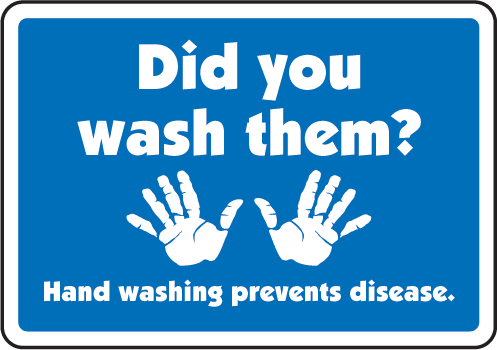 Did you
wash them?
Hand washing prevents disease.